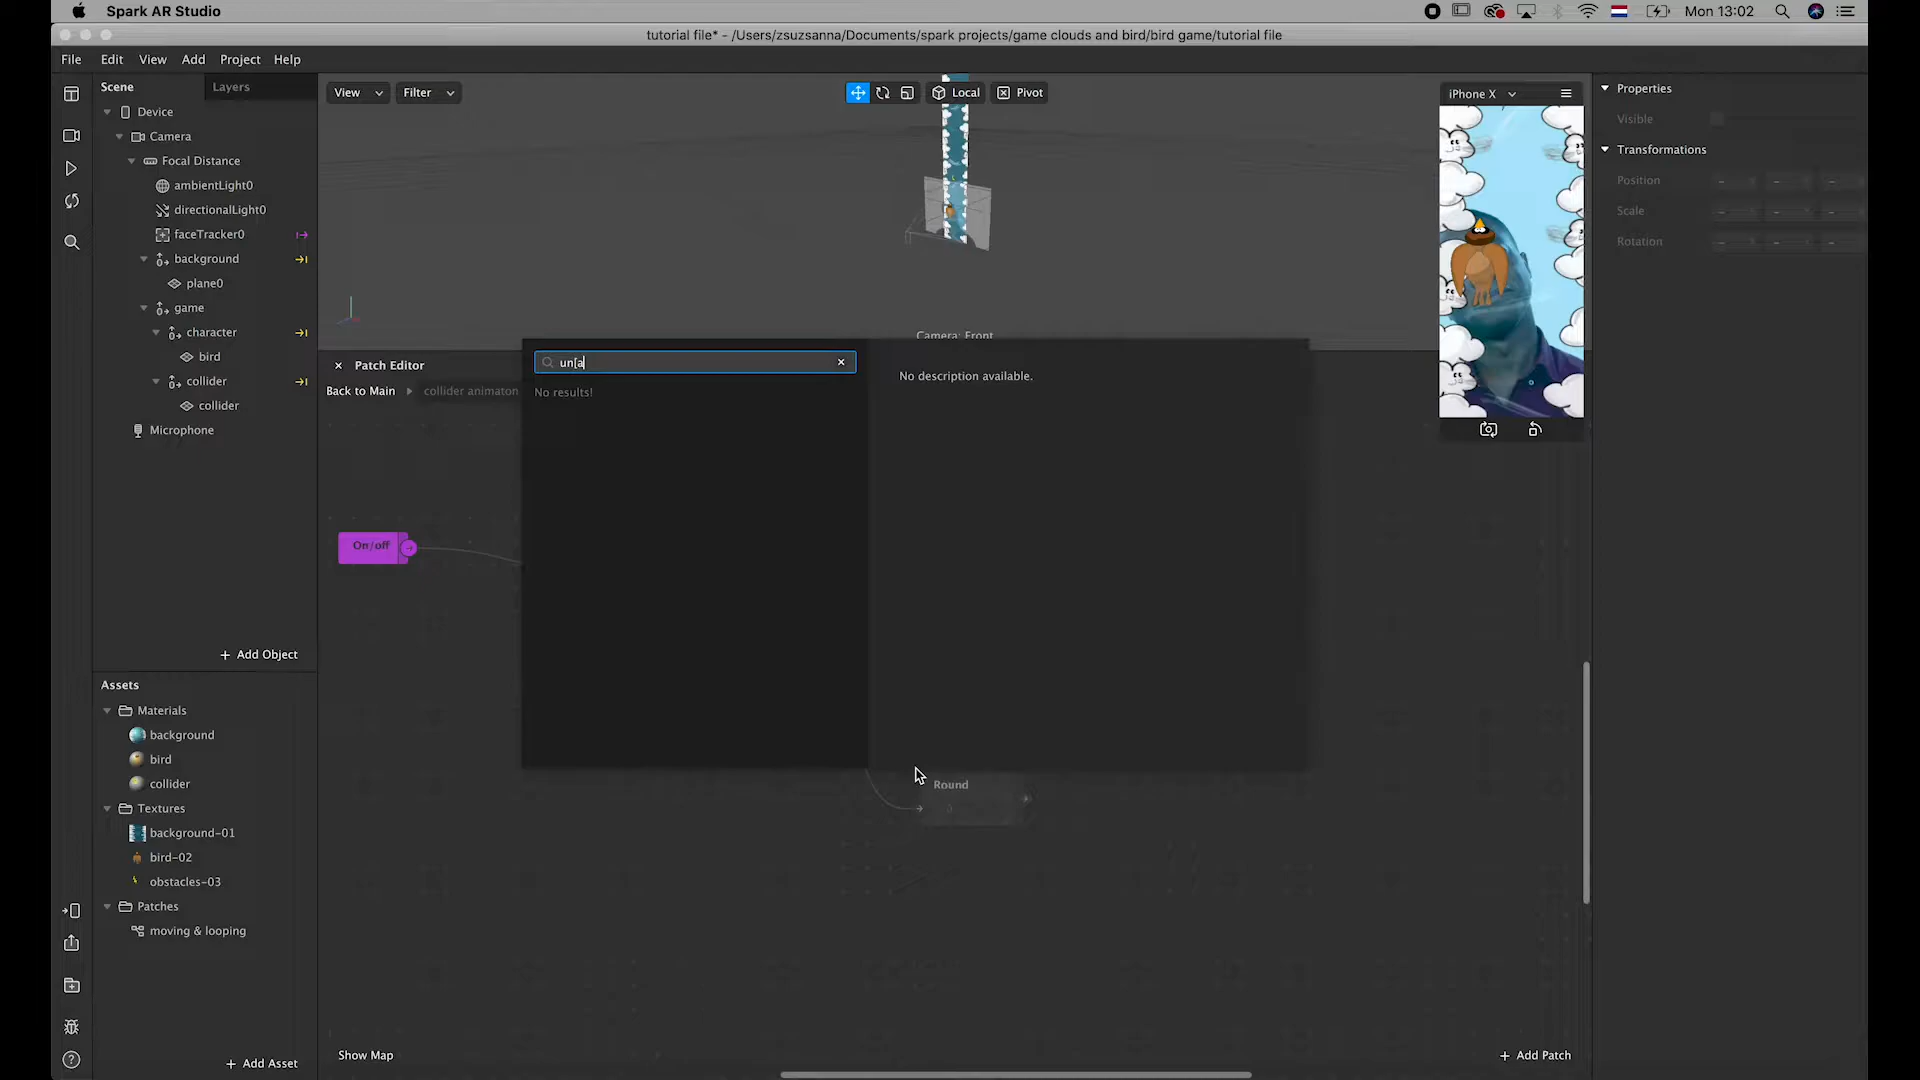 Spark AR Studio
Mon 13:02
tutorial file* - /Users/zsuzsanna/Documents/spark projects/game clouds and bird/bird game/tutorial file
File Edit View Add Project Help
Scene Layers
Device
Camera
Focal Distance
ambientLight0
directionalLight0
faceTracker0
background
plane0
game
character
bird
collider
collider
Microphone
+ Add Object
Assets
Materials
background
bird
collider
Textures
background-01
bird-02
obstacles-03
Patches
moving & looping
+ Add Asset
View Filter
Local Pivot
Camera: Front
iPhone X
Patch Editor
Back to Main collider animaton
un[a
No results!
No description available.
On/off
Round
Show Map
+ Add Patch
Properties
Visible
Transformations
Position
Scale
Rotation